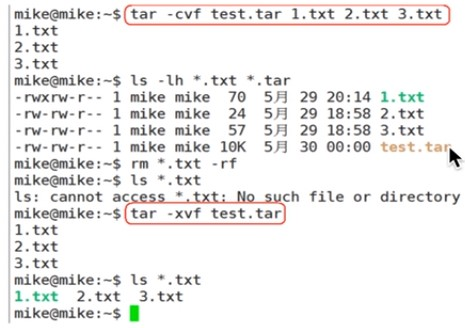 mike@mike:~$ tar -cvf test.tar 1.txt 2.txt 3.txt
1.txt
2.txt
3.txt
mike@mike:~$ ls -lh *.txt *.tar
-rwxrw-r-- 1 mike mike  70  5月 29 20:14 1.txt
-rw-rw-r-- 1 mike mike  24  5月 29 18:58 2.txt
-rw-rw-r-- 1 mike mike  57  5月 29 18:58 3.txt
-rw-rw-r-- 1 mike mike 10K  5月 30 00:00 test.tar
mike@mike:~$ rm *.txt -rf
mike@mike:~$ ls *.txt
ls: cannot access *.txt: No such file or directory
mike@mike:~$ tar -xvf test.tar
1.txt
2.txt
3.txt
mike@mike:~$ ls *.txt
1.txt  2.txt  3.txt
mike@mike:~$